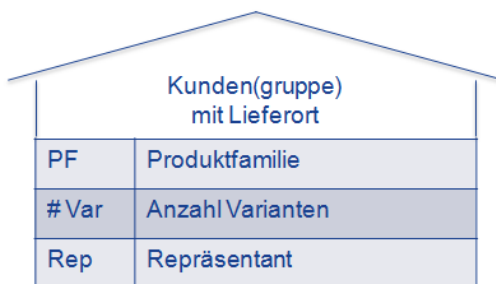 Kunden(gruppe)
mit Lieferort
PF Produktfamilie
# Var Anzahl Varianten
Rep Repräsentant